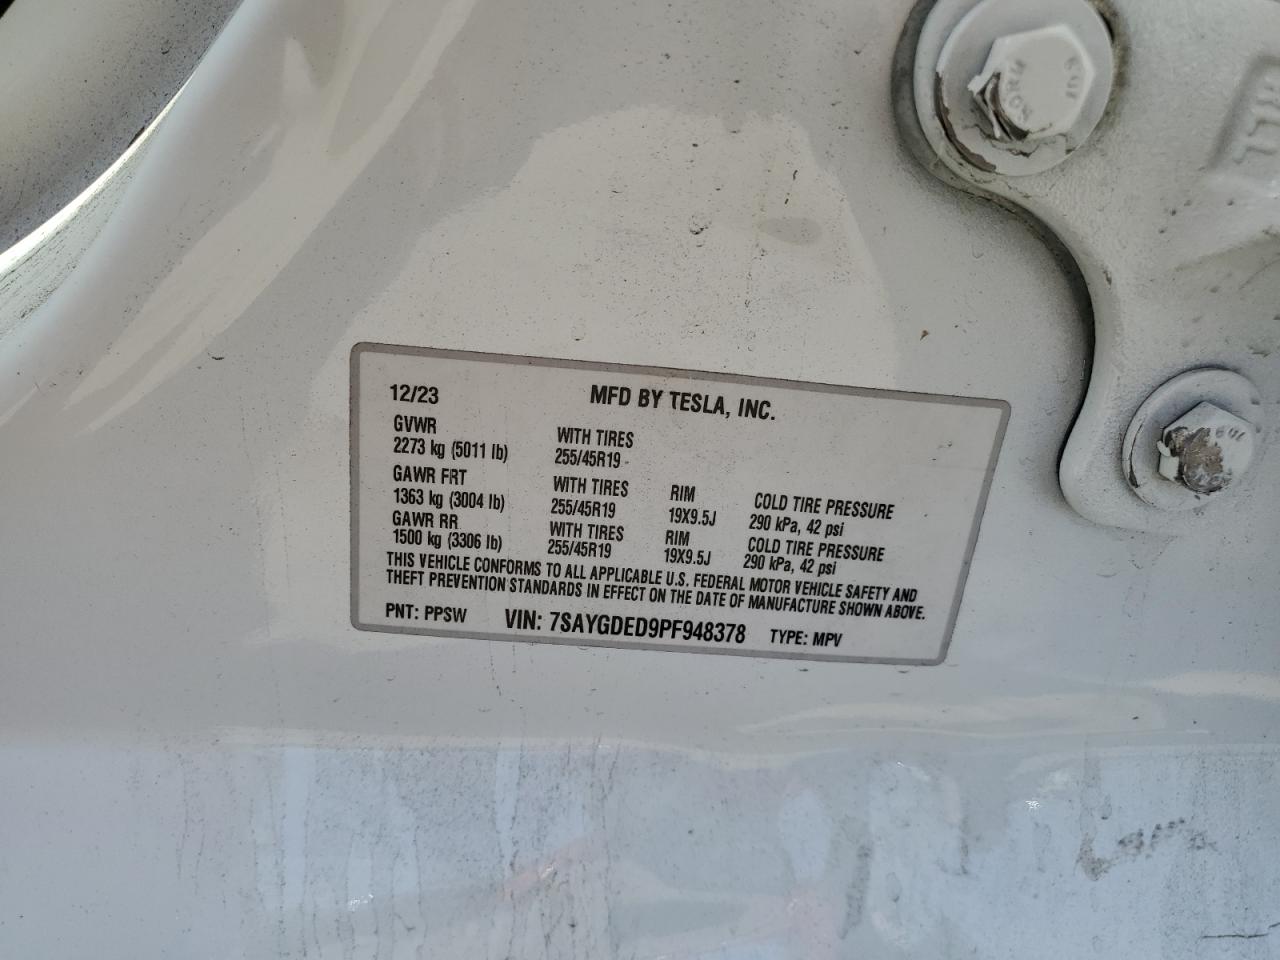 12/23 MFD BY TESLA, INC.
GVWR
2273 kg (5011 lb) WITH TIRES
255/45R19
GAWR FRT
1363 kg (3004 lb) WITH TIRES RIM COLD TIRE PRESSURE
255/45R19 19X9.5J 290 kPa, 42 psi
GAWR RR
1500 kg (3306 lb) WITH TIRES RIM COLD TIRE PRESSURE
255/45R19 19X9.5J 290 kPa, 42 psi
THIS VEHICLE CONFORMS TO ALL APPLICABLE U.S. FEDERAL MOTOR VEHICLE SAFETY AND
THEFT PREVENTION STANDARDS IN EFFECT ON THE DATE OF MANUFACTURE SHOWN ABOVE.
PNT: PPSW VIN: 7SAYGDED9PF948378 TYPE: MPV